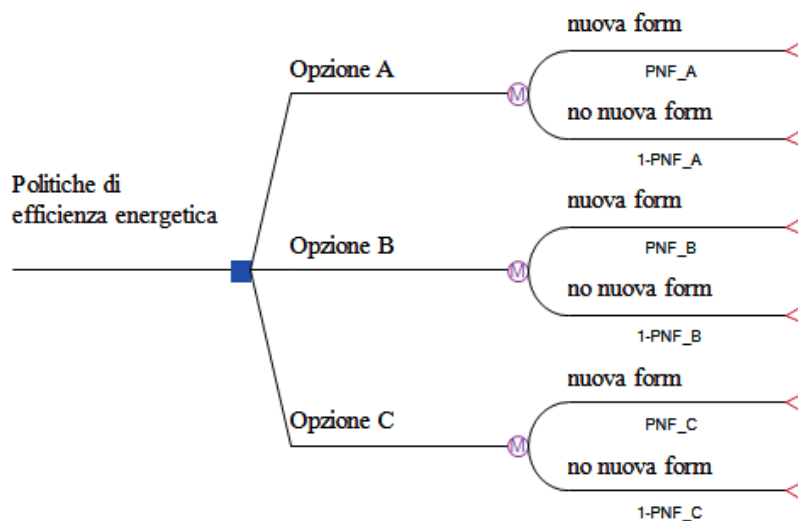 nuova form
PNF_A
Opzione A
M
no nuova form
1-PNF_A
Politiche di
efficienza energetica
nuova form
PNF_B
Opzione B
M
no nuova form
1-PNF_B
nuova form
PNF_C
Opzione C
M
no nuova form
1-PNF_C